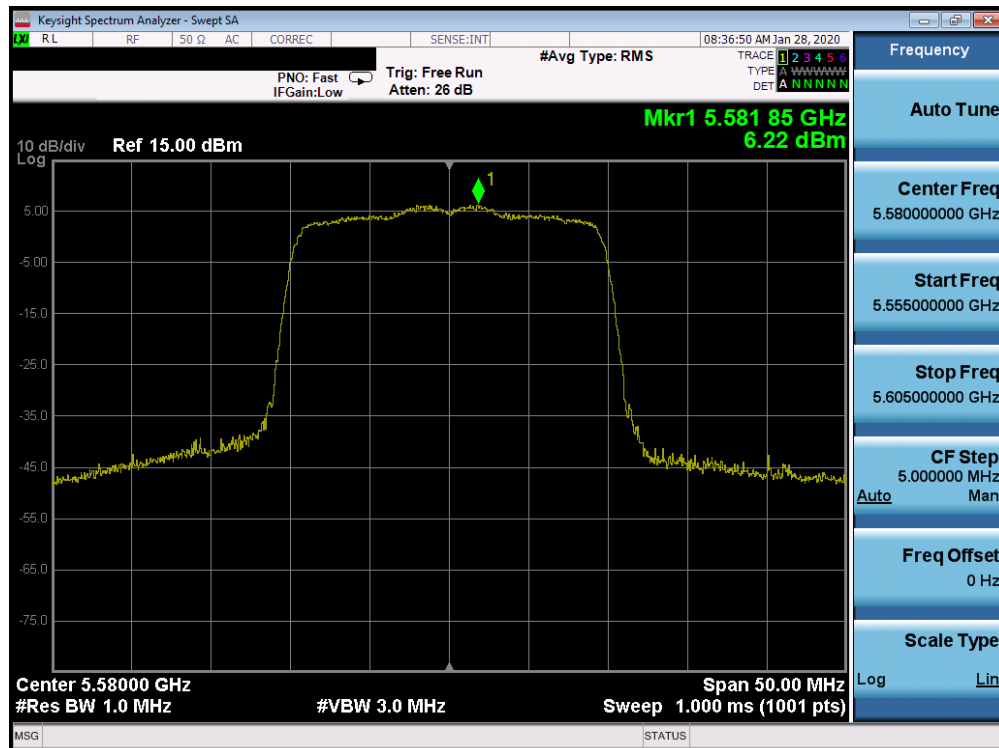 Keysight Spectrum Analyzer - Swept SA
LXI RL RF 50 Ω AC CORREC SENSE:INT 08:36:50 AM Jan 28, 2020
PNO: Fast Trig: Free Run #Avg Type: RMS TRACE 1 2 3 4 5 6
IFGain:Low Atten: 26 dB TYPE A WWWWW
DET A N N N N N
Mkr1 5.581 85 GHz
6.22 dBm
10 dB/div Ref 15.00 dBm
Log
1
5.00
-5.00
-15.0
-25.0
-35.0
-45.0
-55.0
-65.0
-75.0
Center 5.58000 GHz Span 50.00 MHz
#Res BW 1.0 MHz #VBW 3.0 MHz Sweep 1.000 ms (1001 pts)
MSG STATUS
Frequency
Auto Tune
Center Freq
5.580000000 GHz
Start Freq
5.555000000 GHz
Stop Freq
5.605000000 GHz
CF Step
5.000000 MHz
Auto Man
Freq Offset
0 Hz
Scale Type
Log Lin